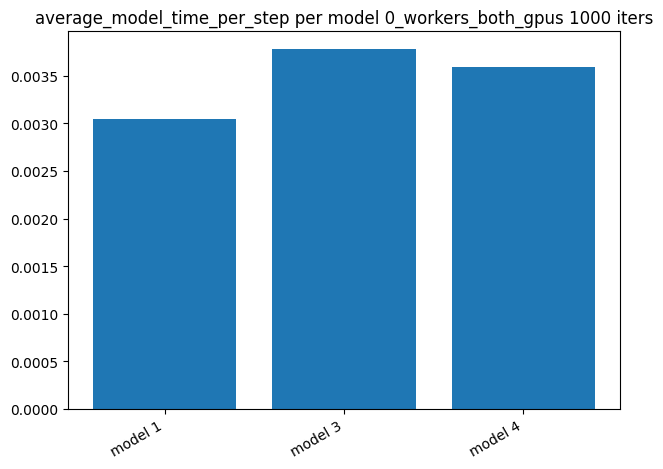 average_model_time_per_step per model 0_workers_both_gpus 1000 iters
0.0035
0.0030
0.0025
0.0020
0.0015
0.0010
0.0005
0.0000
model 1
model 3
model 4